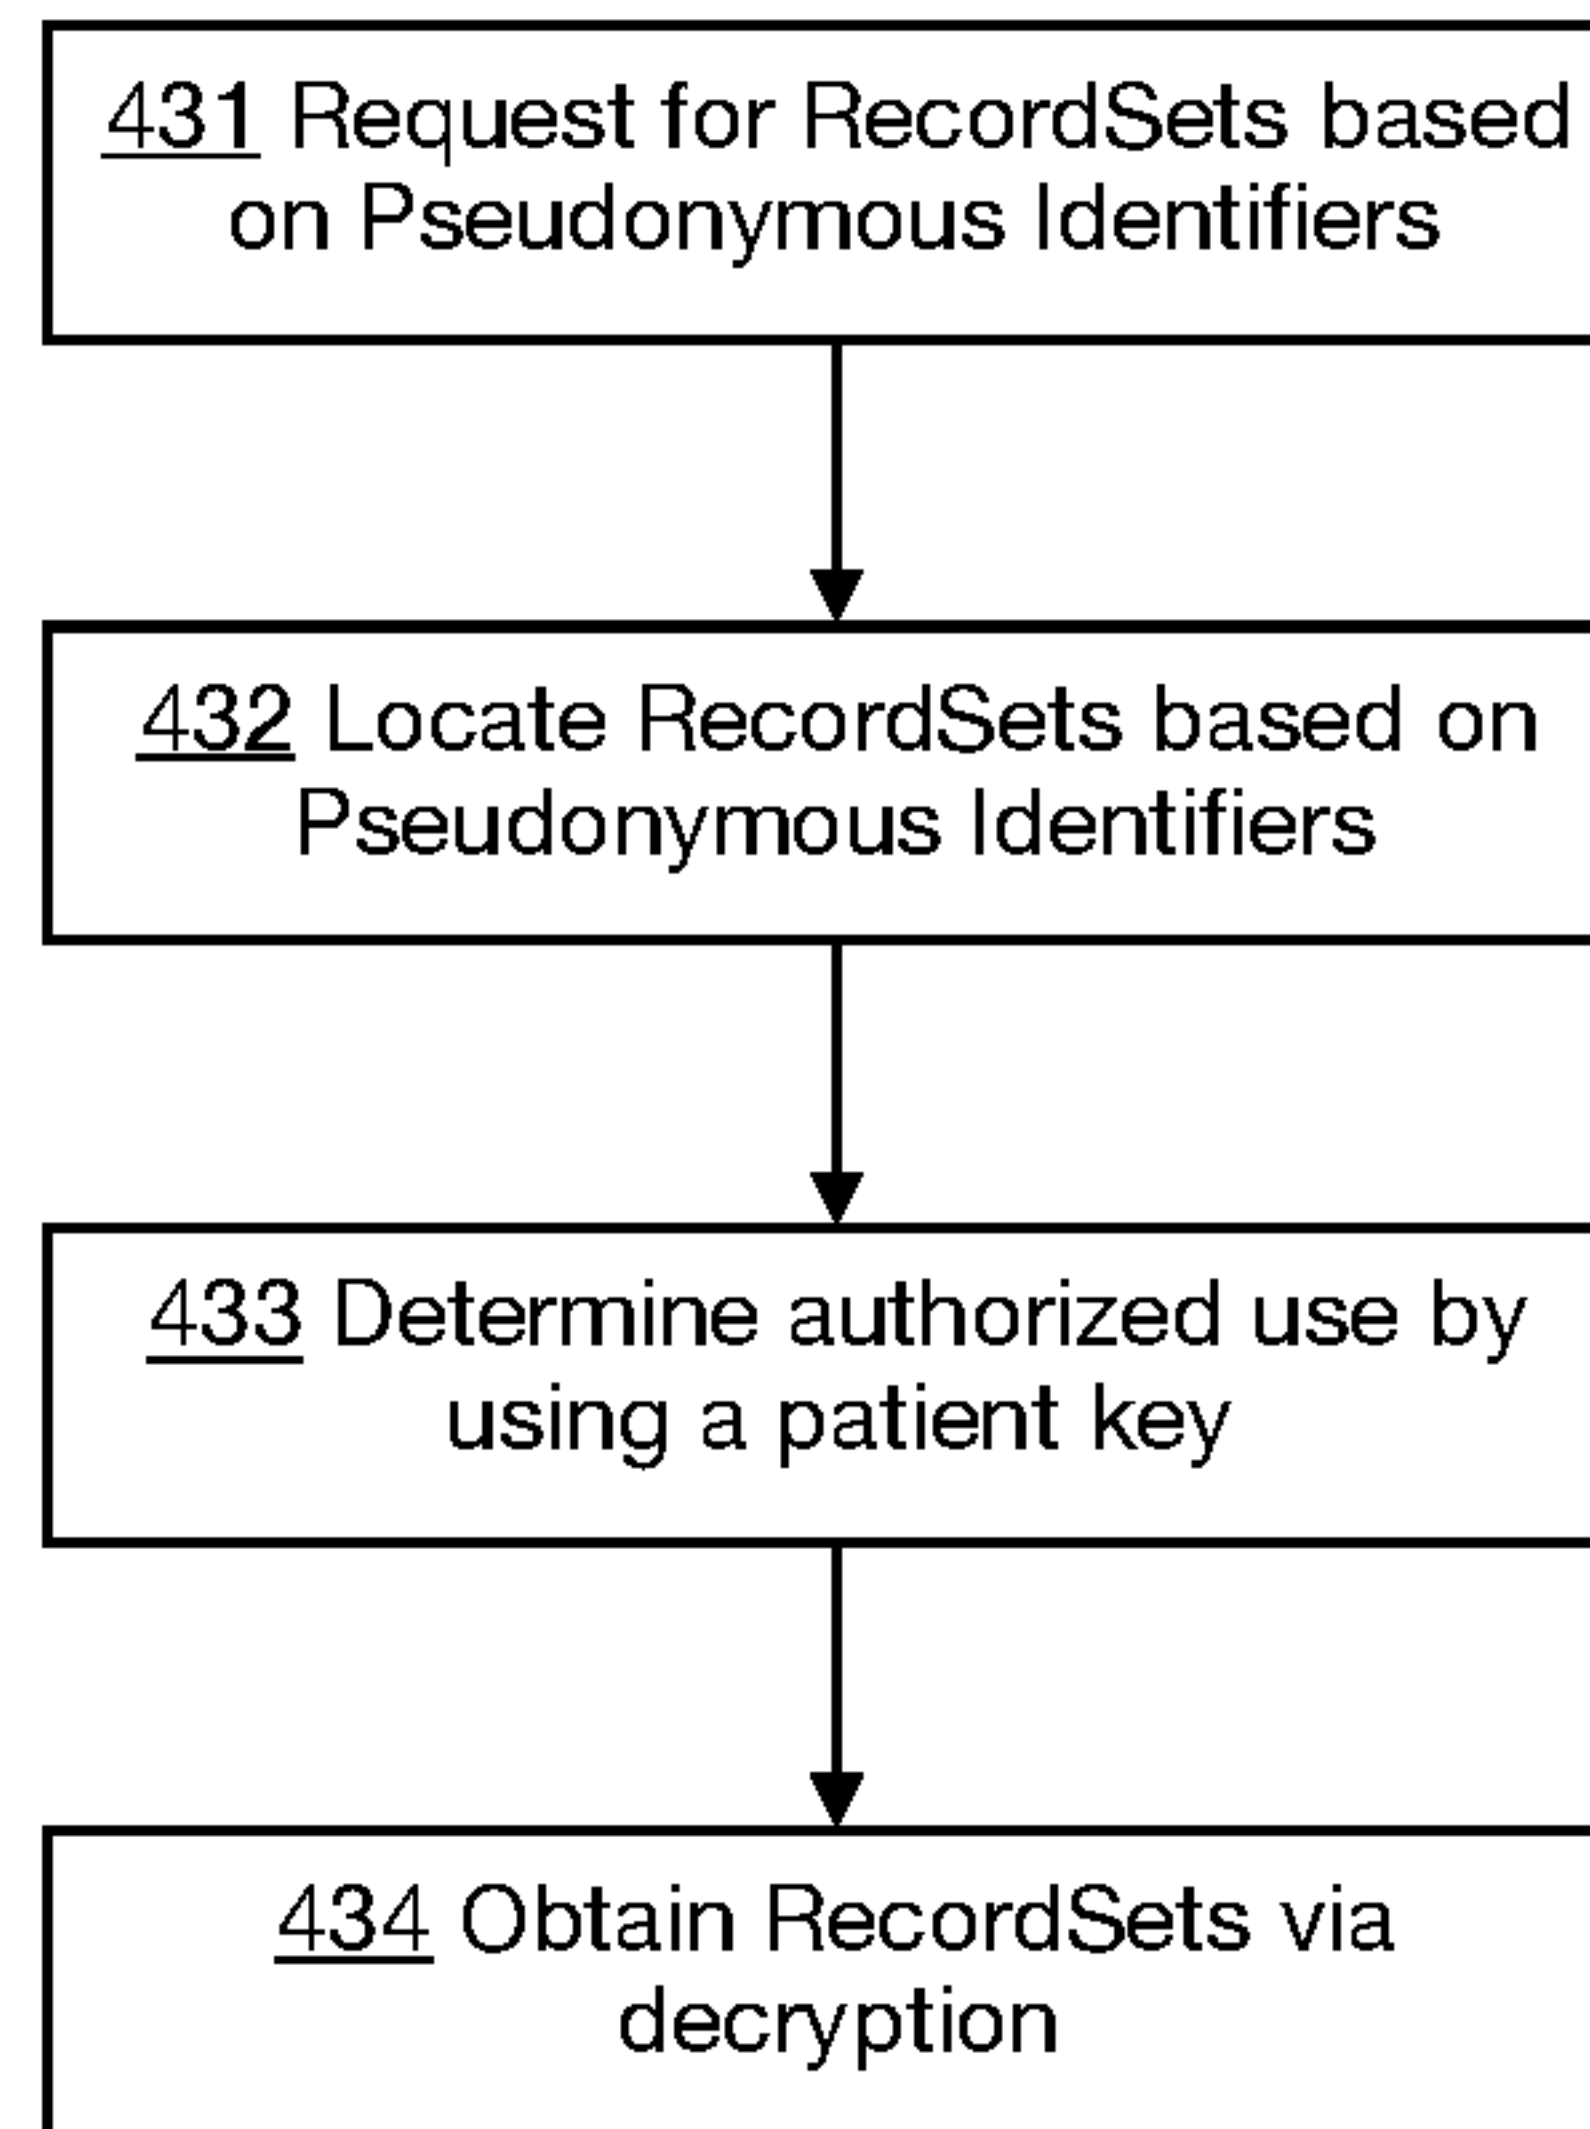 431 Request for RecordSets based
on Pseudonymous Identifiers
432 Locate RecordSets based on
Pseudonymous Identifiers
433 Determine authorized use by
using a patient key
434 Obtain RecordSets via
decryption